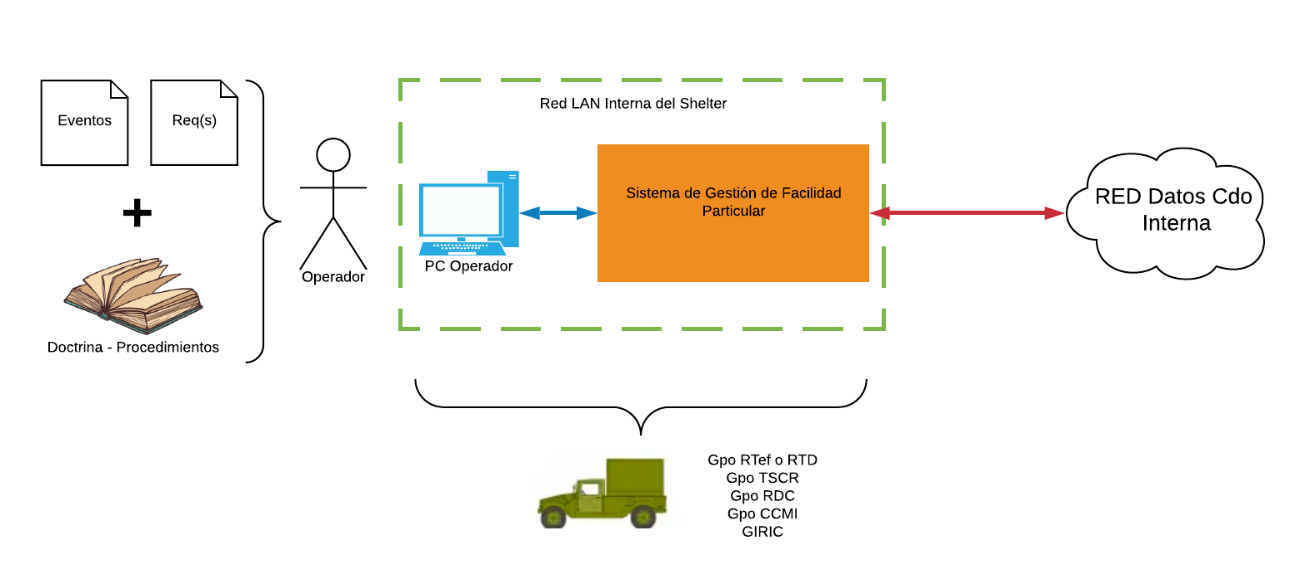 Eventos
Req(s)
Doctrina - Procedimientos
Operador
Red LAN Interna del Shelter
PC Operador
Sistema de Gestión de Facilidad
Particular
RED Datos Cdo
Interna
Gpo RTef o RTD
Gpo TSCR
Gpo RDC
Gpo CCMI
GIRIC